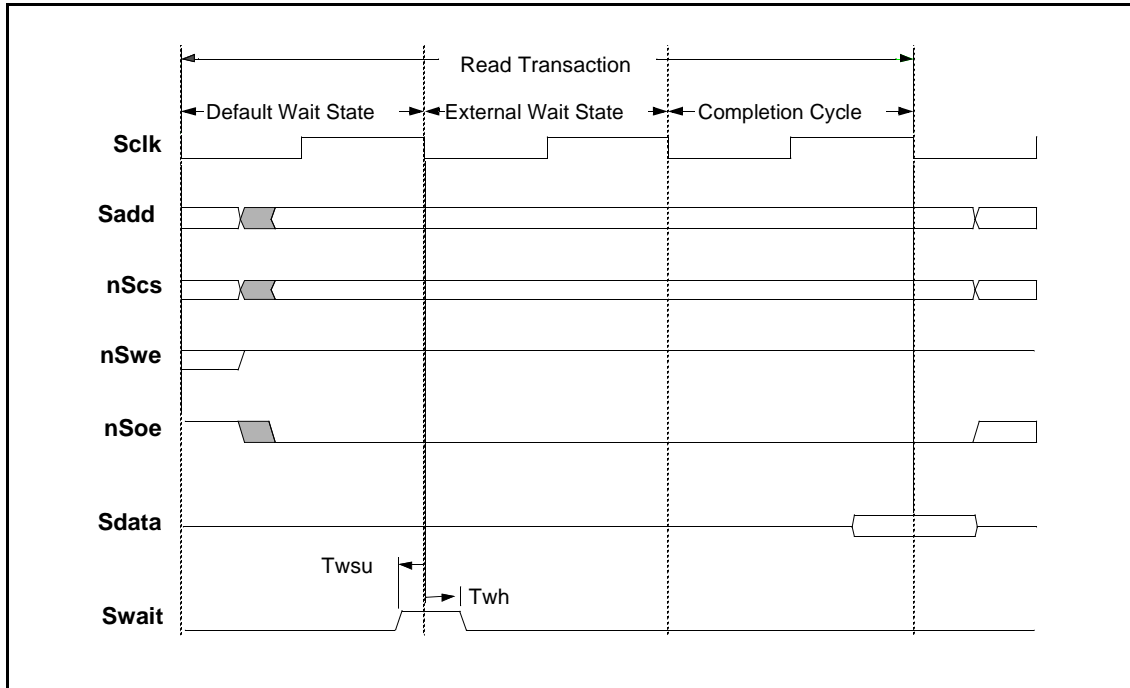 Read Transaction
Default Wait State External Wait State Completion Cycle
Sclk
Sadd
nScs
nSwe
nSoe
Sdata
Twsu
Twh
Swait